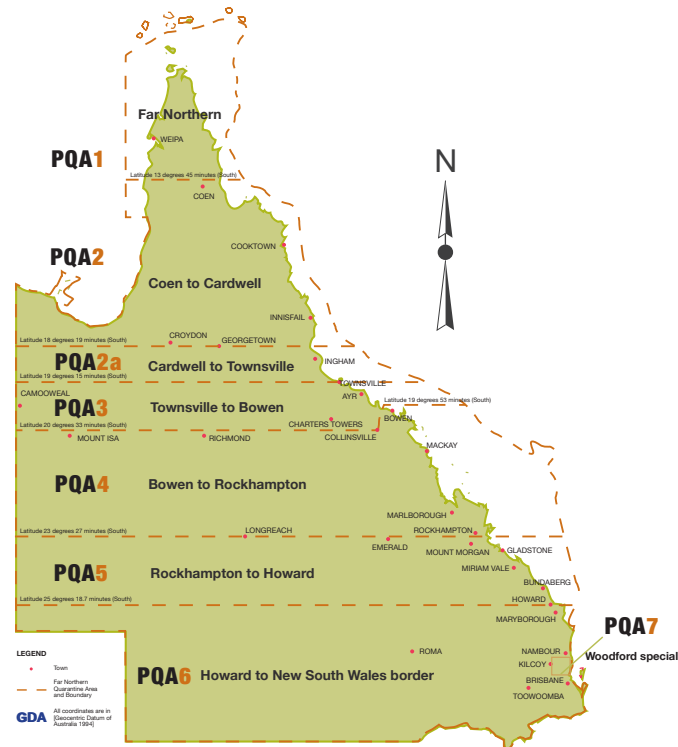 Far Northern
WEIPA
PQA1
Latitude 13 degrees 45 minutes (South)
COEN
N
COOKTOWN
PQA2
Coen to Cardwell
INNISFAIL
Latitude 18 degrees 19 minutes (South)
CROYDON
GEORGETOWN
PQA2a
Cardwell to Townsville
INGHAM
Latitude 19 degrees 15 minutes (South)
TOWNSVILLE
CAMOOWEAL
AYR
Latitude 19 degrees 53 minutes (South)
PQA3
Townsville to Bowen
BOWEN
CHARTERS TOWERS
Latitude 20 degrees 33 minutes (South)
MOUNT ISA
RICHMOND
COLLINSVILLE
MACKAY
PQA4
Bowen to Rockhampton
MARLBOROUGH
Latitude 23 degrees 27 minutes (South)
LONGREACH
ROCKHAMPTON
EMERALD
MOUNT MORGAN
GLADSTONE
PQA5
Rockhampton to Howard
MIRIAM VALE
BUNDABERG
Latitude 25 degrees 18.7 minutes (South)
HOWARD
MARYBOROUGH
PQA7
Woodford special
LEGEND
Town
Far Northern
Quarantine Area
and Boundary
GDA
All coordinates are in
[Geocentric Datum of
Australia 1994]
ROMA
NAMBOUR
KILCOY
PQA6
Howard to New South Wales border
BRISBANE
TOOWOOMBA